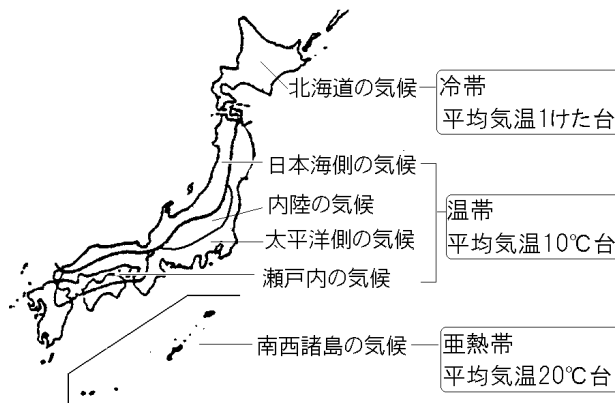 北海道の気候
冷帯
平均気温1けた台
日本海側の気候
内陸の気候
太平洋側の気候
瀬戸内の気候
温帯
平均気温10℃台
南西諸島の気候
亜熱帯
平均気温20℃台